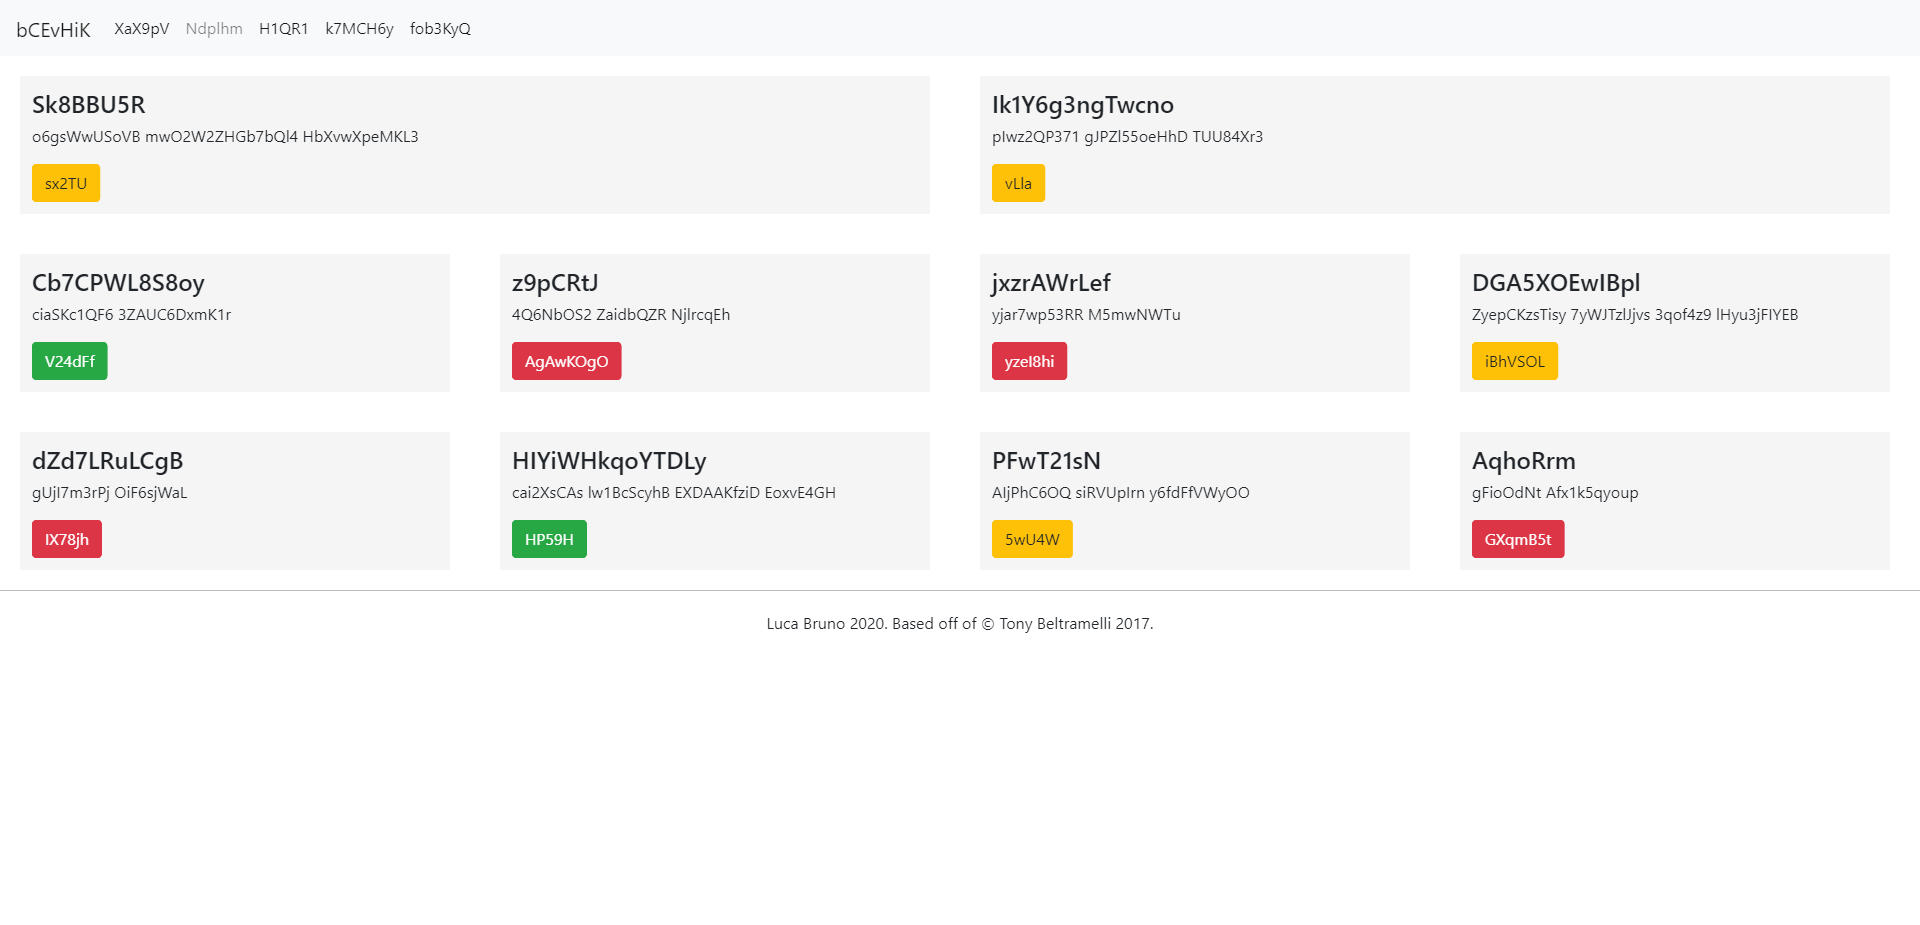 bCEvHiK XaX9pV Ndplhm H1QR1 k7MCH6y fob3KyQ
Sk8BBU5R
o6gsWwUSoVB mwO2W2ZHGb7bQl4 HbXvwXpeMKL3
sx2TU
Ik1Y6g3ngTwcno
pIwz2QP371 gJPZl55oeHhD TUU84Xr3
vLla
Cb7CPWL8S8oy
ciaSKc1QF6 3ZAUC6DxmK1r
V24dFf
z9pCRtJ
4Q6NbOS2 ZaidbQZR NjlrcqEh
AgAwKOgO
jxzrAWrLef
yjar7wp53RR M5mwNWTu
yzeI8hi
DGA5XOEwIBpl
ZyepCKzsTisy 7yWJTzlJjvs 3qof4z9 lHyu3jFIYEB
iBhVSOL
dZd7LRuLCgB
gUjI7m3rPj OiF6sjWaL
IX78jh
HIYiWHkqoYTDLy
cai2XsCAs lw1BcScyhB EXDAAKfziD EoxvE4GH
HP59H
PFwT21sN
AIjPhC6OQ siRVUpIrn y6fdFfVWyOO
5wU4W
AqhoRrm
gFioOdNt Afx1k5qyoup
GXqmB5t
Luca Bruno 2020. Based off of © Tony Beltramelli 2017.